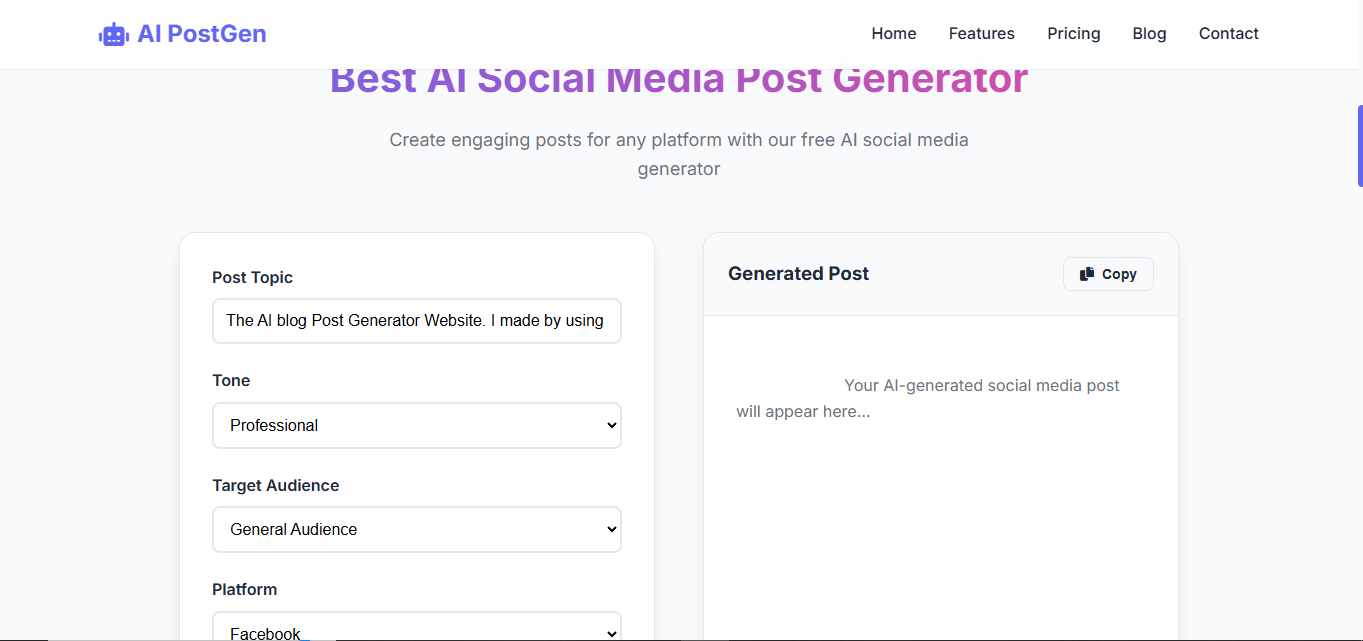 AI PostGen
Home Features Pricing Blog Contact
Best AI Social Media Post Generator
Create engaging posts for any platform with our free AI social media
generator
Post Topic
The AI blog Post Generator Website. I made by using
Tone
Professional
Target Audience
General Audience
Platform
Facebook
Generated Post
Copy
Your AI-generated social media post
will appear here...